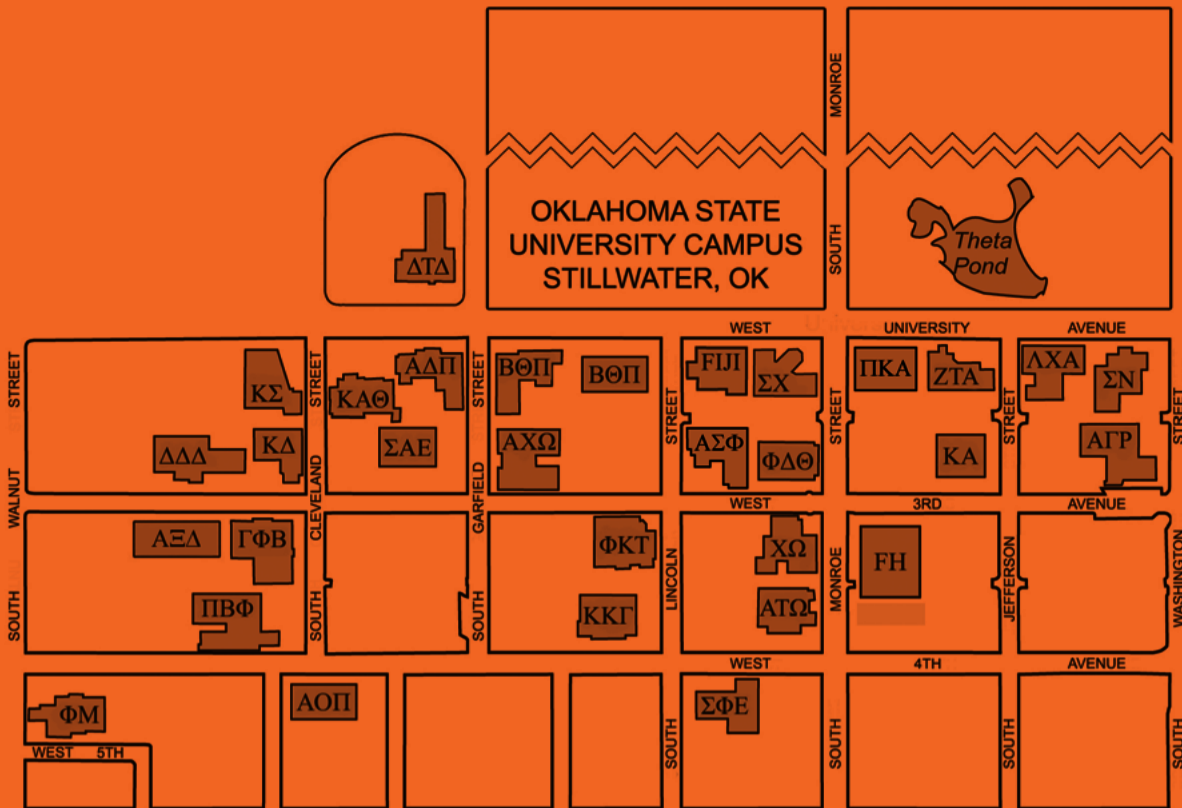 MONROE
SOUTH
OKLAHOMA STATE
UNIVERSITY CAMPUS
STILLWATER, OK
Theta
Pond
ΔΤΔ
WEST UNIVERSITY AVENUE
STREET
STREET
STREET
STREET
STREET
STREET
STREET
ΚΣ
ΚΑΘ
ΑΔΠ
ΒΘΠ
ΒΘΠ
FIJI
ΣΧ
ΠΚΑ
ΖΤΑ
ΛΧΑ
ΣΝ
ΔΔΔ
ΚΔ
ΣΑΕ
ΑΧΩ
ΑΣΦ
ΦΔΘ
ΚΑ
ΑΓΡ
WALNUT
CLEVELAND
GARFIELD
WEST 3RD AVENUE
ΑΞΔ
ΓΦΒ
ΦΚΤ
ΧΩ
FH
LINCOLN
MONROE
JEFFERSON
WASHINGTON
ΠΒΦ
ΚΚΓ
ΑΤΩ
SOUTH
SOUTH
SOUTH
WEST 4TH AVENUE
ΦΜ
ΑΟΠ
ΣΦΕ
SOUTH
SOUTH
SOUTH
SOUTH
WEST 5TH